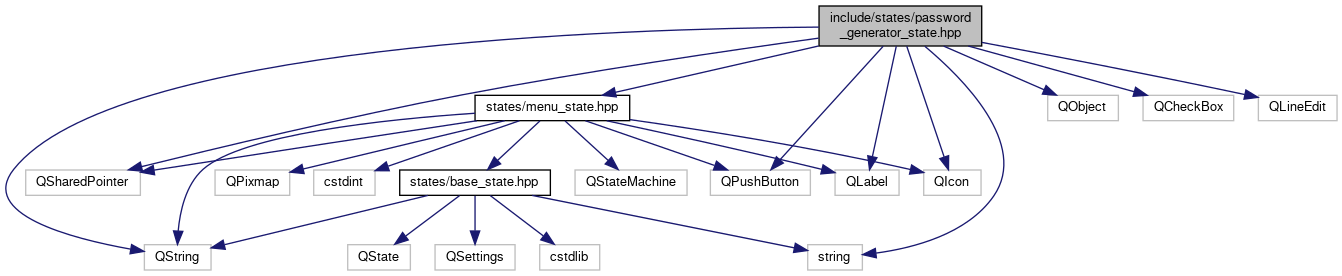 include/states/password
_generator_state.hpp
states/menu_state.hpp
QObject
QCheckBox
QLineEdit
QSharedPointer
QPixmap
cstdint
states/base_state.hpp
QStateMachine
QPushButton
QLabel
QIcon
QString
QState
QSettings
cstdlib
string